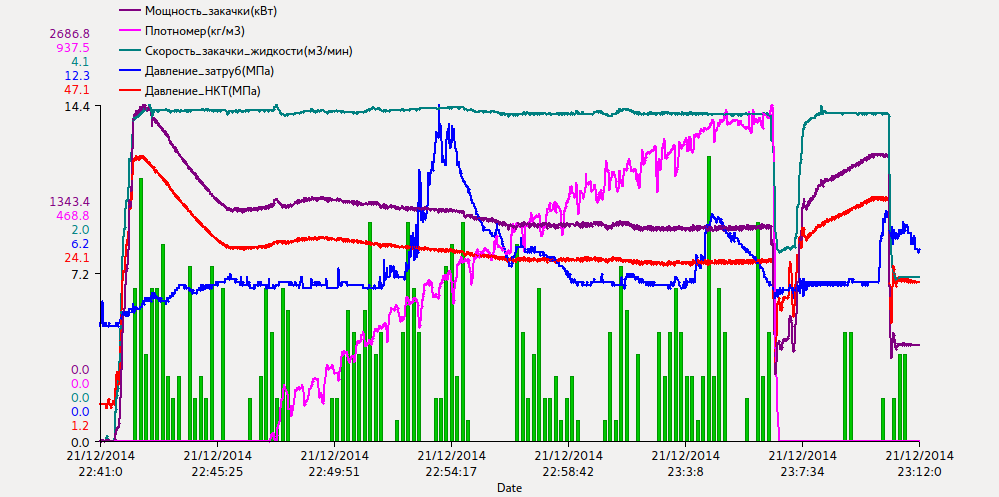 Мощность_закачки(кВт)
Плотномер(кг/м3)
Скорость_закачки_жидкости(м3/мин)
Давление_затруб(МПа)
Давление_НКТ(МПа)
2686.8
937.5
4.1
12.3
47.1
14.4
1343.4
468.8
2.0
6.2
24.1
7.2
0.0
0.0
0.0
0.0
1.2
0.0
21/12/2014 21/12/2014 21/12/2014 21/12/2014 21/12/2014 21/12/2014 21/12/2014 21/12/2014
22:41:0 22:45:25 22:49:51 22:54:17 22:58:42 23:3:8 23:7:34 23:12:0
Date